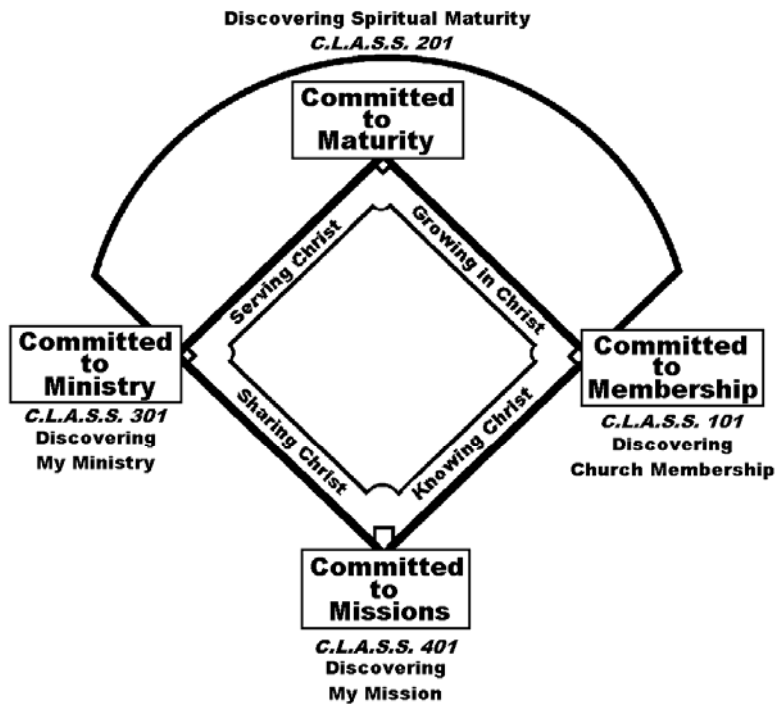 Discovering Spiritual Maturity
C.L.A.S.S. 201
Committed
to
Maturity
Serving Christ
Growing in Christ
Committed
to
Ministry
C.L.A.S.S. 301
Discovering
My Ministry
Committed
to
Membership
C.L.A.S.S. 101
Discovering
Church Membership
Sharing Christ
Knowing Christ
Committed
to
Missions
C.L.A.S.S. 401
Discovering
My Mission